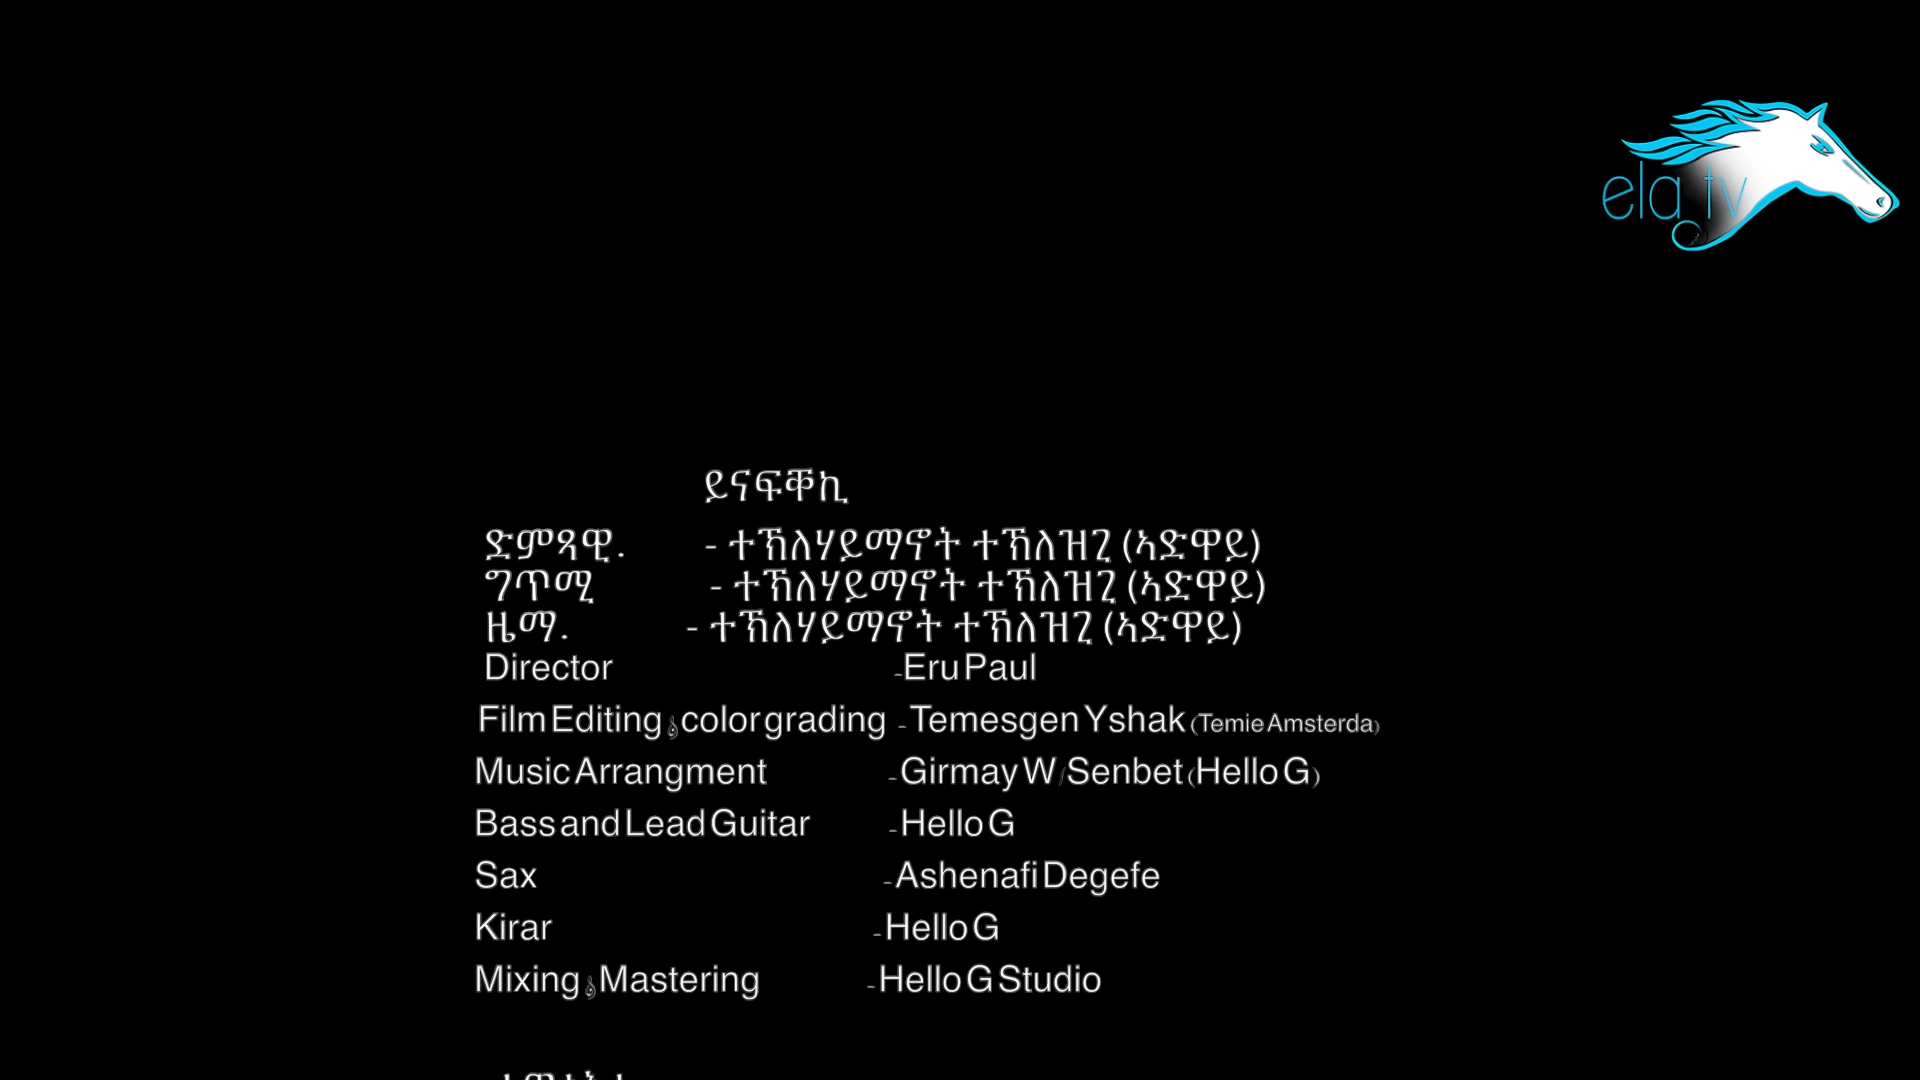 ela tv
ይናፍቐኪ
ድምጻዊ. - ተኽለሃይማኖት ተኽለዝጊ (ኣድዋይ)
ግጥሚ - ተኽለሃይማኖት ተኽለዝጊ (ኣድዋይ)
ዜማ. - ተኽለሃይማኖት ተኽለዝጊ (ኣድዋይ)
Director -Eru Paul
Film Editing & color grading - Temesgen Yshak (Temie Amsterda)
Music Arrangment - Girmay W/Senbet (Hello G)
Bass and Lead Guitar - Hello G
Sax - Ashenafi Degefe
Kirar - Hello G
Mixing & Mastering - Hello G Studio